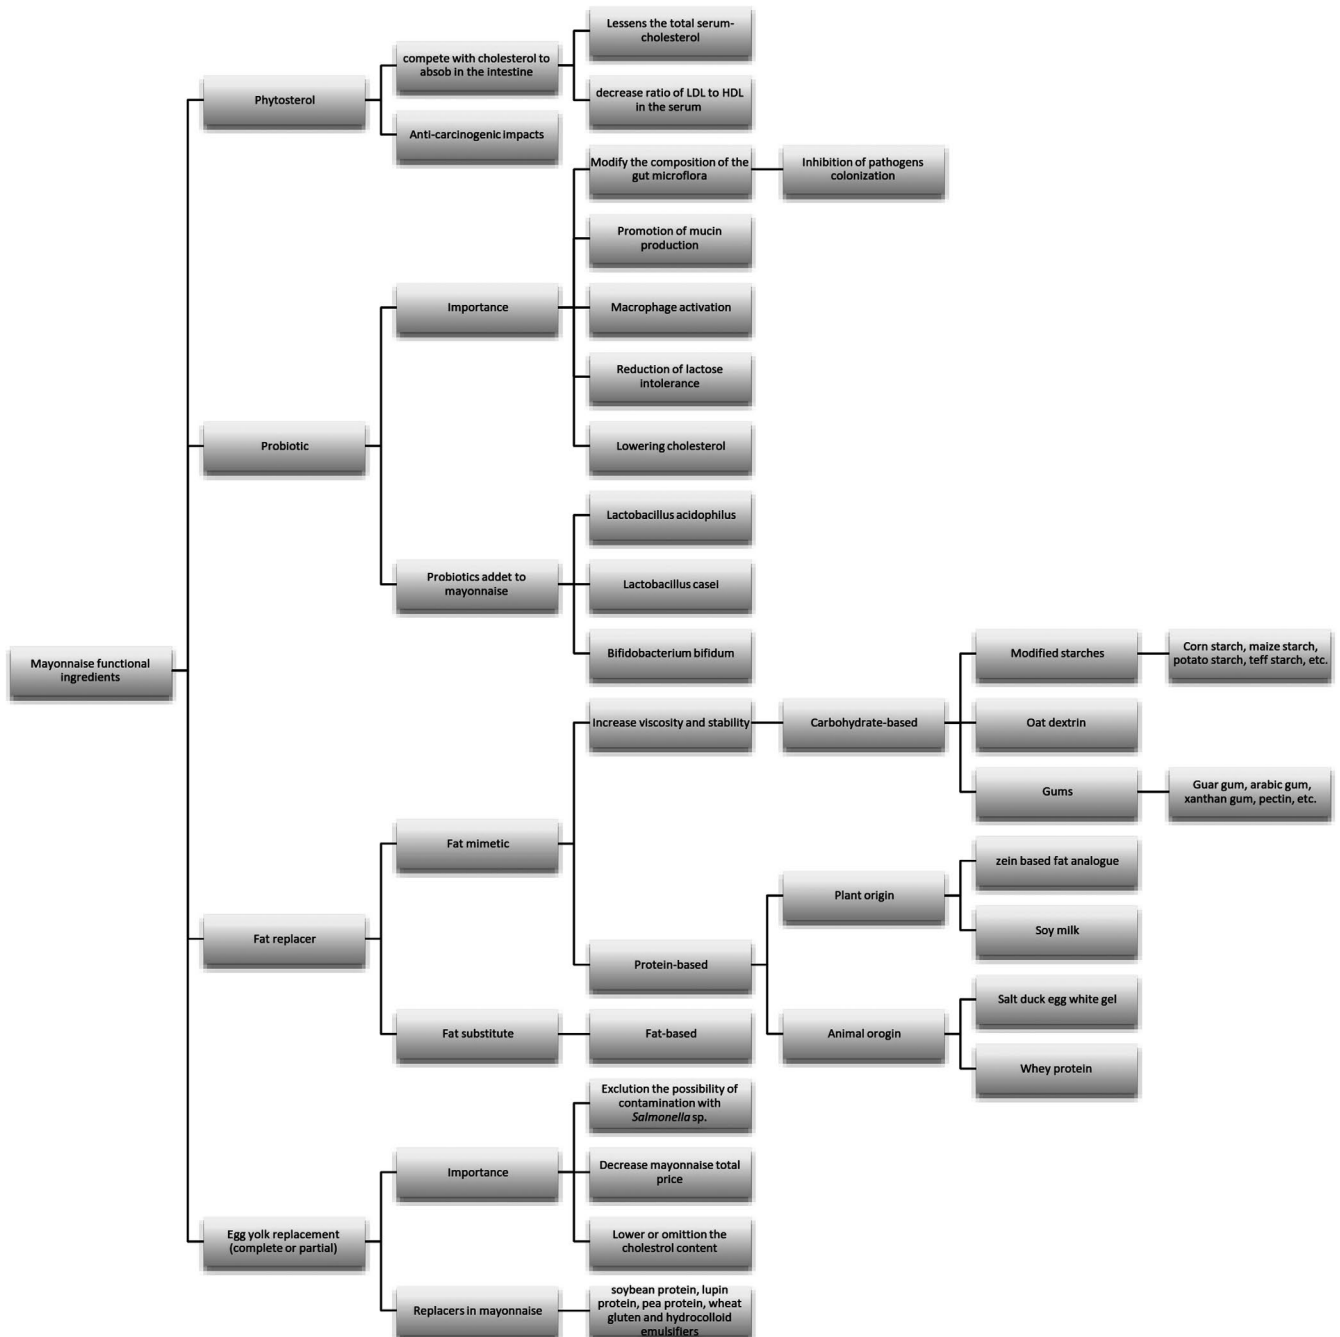 Mayonnaise functional
ingredients
Phytosterol
compete with cholesterol to
absob in the intestine
Lessens the total serum-
cholesterol
decrease ratio of LDL to HDL
in the serum
Anti-carcinogenic impacts
Probiotic
Importance
Modify the composition of the
gut microflora
Inhibition of pathogens
colonization
Promotion of mucin
production
Macrophage activation
Reduction of lactose
intolerance
Lowering cholesterol
Probiotics addet to
mayonnaise
Lactobacillus acidophilus
Lactobacillus casei
Bifidobacterium bifidum
Fat replacer
Fat mimetic
Increase viscosity and stability
Carbohydrate-based
Modified starches
Corn starch, maize starch,
potato starch, teff starch, etc.
Oat dextrin
Gums
Guar gum, arabic gum,
xanthan gum, pectin, etc.
Protein-based
Plant origin
zein based fat analogue
Soy milk
Animal orogin
Salt duck egg white gel
Whey protein
Fat substitute
Fat-based
Egg yolk replacement
(complete or partial)
Importance
Exclution the possibility of
contamination with
Salmonella sp.
Decrease mayonnaise total
price
Lower or omittion the
cholestrol content
Replacers in mayonnaise
soybean protein, lupin
protein, pea protein, wheat
gluten and hydrocolloid
emulsifiers